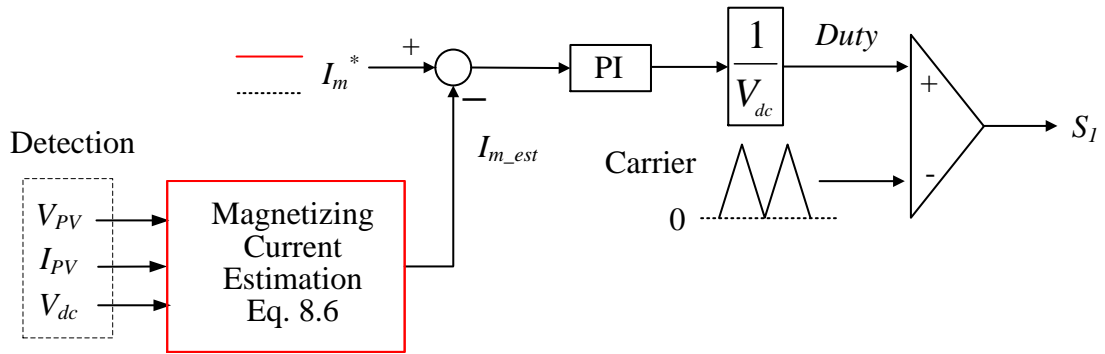 I_m^*
+
−
PI
1
V_dc
Duty
+
-
S_1
I_m_est
Carrier
0
Detection
V_PV
I_PV
V_dc
Magnetizing
Current
Estimation
Eq. 8.6